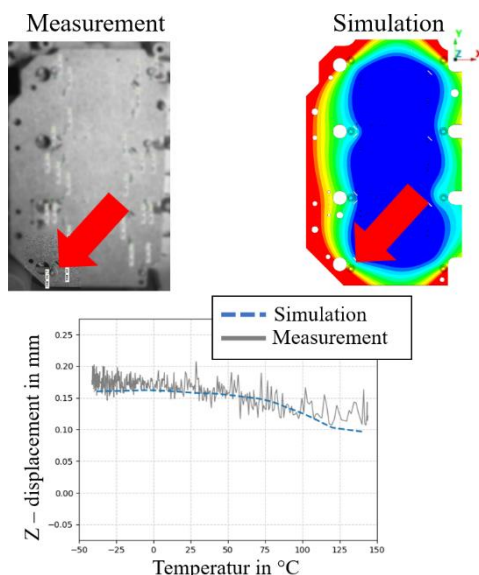 Measurement
Simulation
Y
Z
X
Simulation
Measurement
Z – displacement in mm
0.25
0.20
0.15
0.10
0.05
0.00
−0.05
−50
−25
0
25
50
75
100
125
150
Temperatur in °C